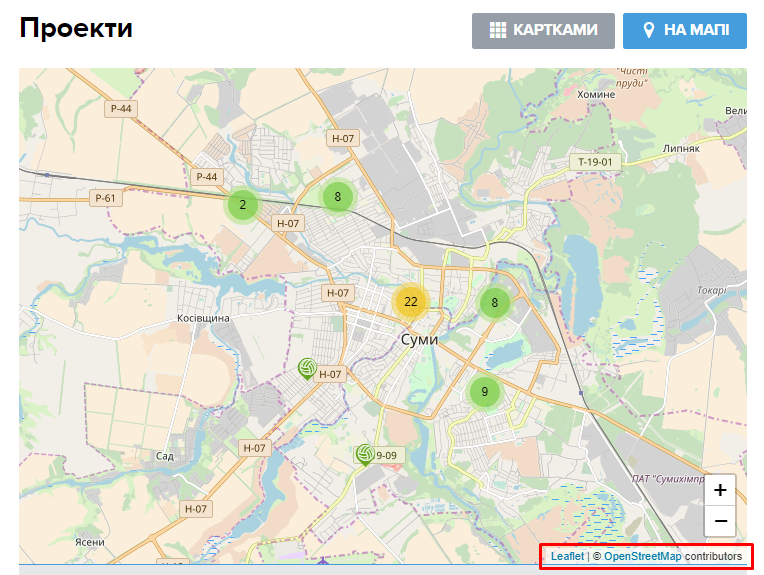 Проекти
КАРТКАМИ
НА МАПІ
"Чисті
пруди"
Хомине
Р-44
Н-07
Липняк
Т-19-01
Р-44
Р-61
2
8
Н-07
Токарі
Н-07
22
8
Косівщина
Суми
Н-07
9
Н-07
9-09
Сад
ПАТ "Сумихімпр
+
−
Н-07
Ясени
Leaflet | © OpenStreetMap contributors